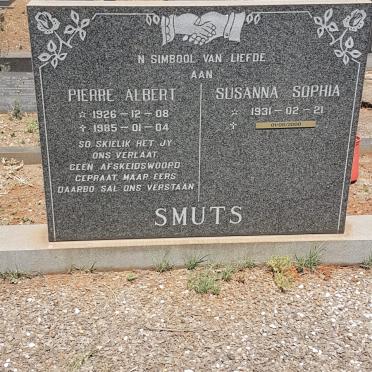 'N SIMBOOL VAN LIEFDE
AAN
PIERRE ALBERT
☆ 1926-12-08
✝ 1985-01-04
SO SKIELIK HET JY
ONS VERLAAT
GEEN AFSKEIDSWOORD
GEPRAAT, MAAR EERS
DAARBO SAL ONS VERSTAAN
SUSANNA SOPHIA
☆ 1931-02-21
✝
SMUTS